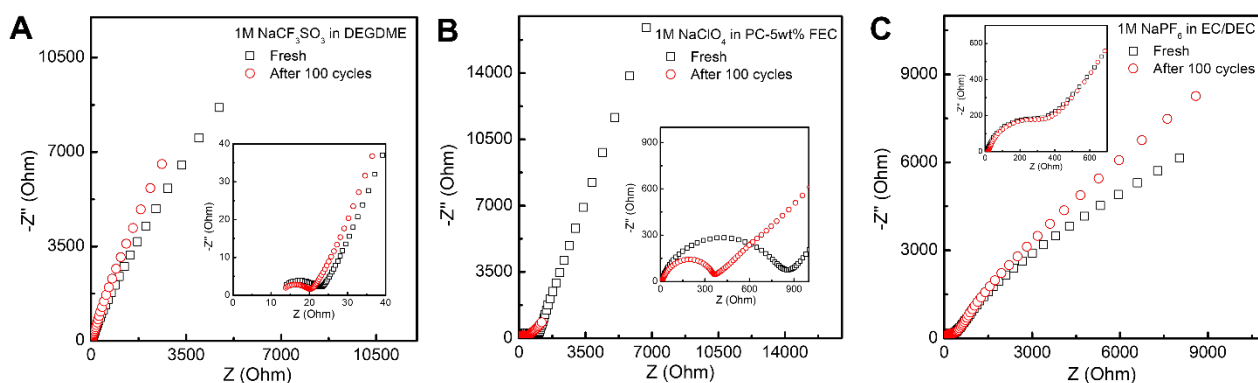 A
1M NaCF3SO3 in DEGDME
Fresh
After 100 cycles
-Z" (Ohm)
10500
7000
3500
0
0 3500 7000 10500
Z (Ohm)
-Z" (Ohm)
40
30
20
10
0
0 10 20 30 40
Z (Ohm)
B
1M NaClO4 in PC-5wt% FEC
Fresh
After 100 cycles
-Z" (Ohm)
14000
10500
7000
3500
0
0 3500 7000 10500 14000
Z (Ohm)
-Z" (Ohm)
900
600
300
0
0 300 600 900
Z (Ohm)
C
1M NaPF6 in EC/DEC
Fresh
After 100 cycles
-Z" (Ohm)
9000
6000
3000
0
0 3000 6000 9000
Z (Ohm)
-Z" (Ohm)
600
400
200
0
0 200 400 600
Z (Ohm)